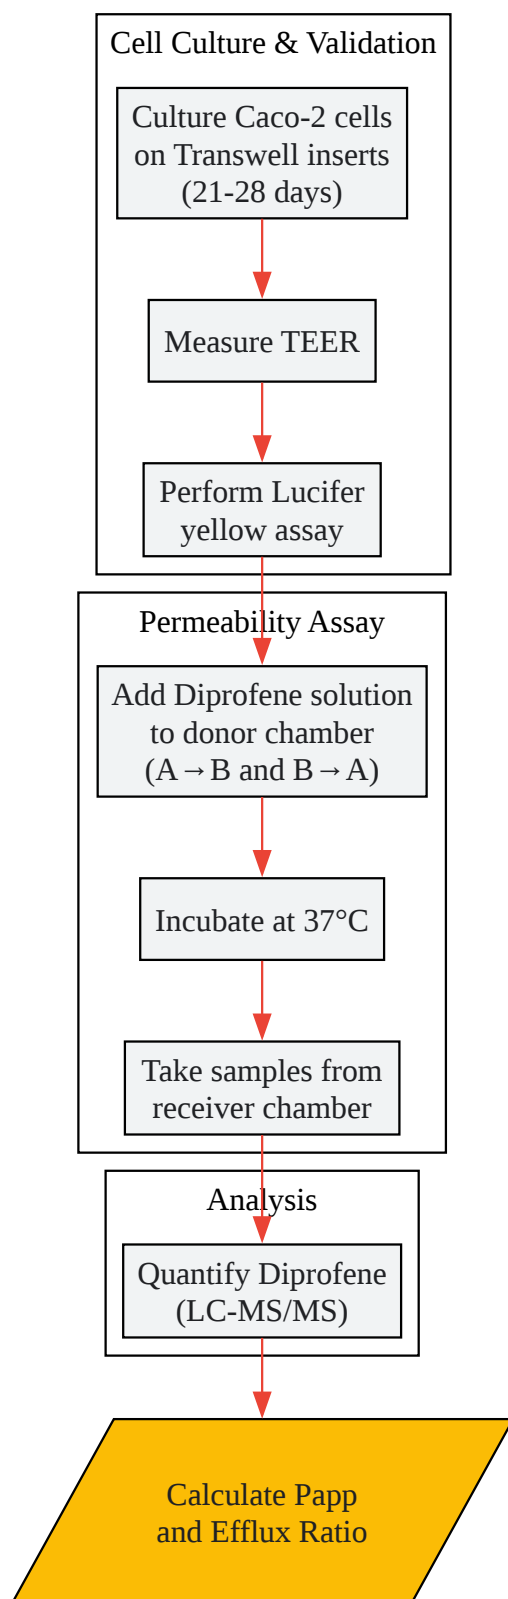 Cell Culture & Validation
Culture Caco-2 cells
on Transwell inserts
(21-28 days)
Measure TEER
Perform Lucifer
yellow assay
Permeability Assay
Add Diprofene solution
to donor chamber
(A→B and B→A)
Incubate at 37°C
Take samples from
receiver chamber
Analysis
Quantify Diprofene
(LC-MS/MS)
Calculate Papp
and Efflux Ratio